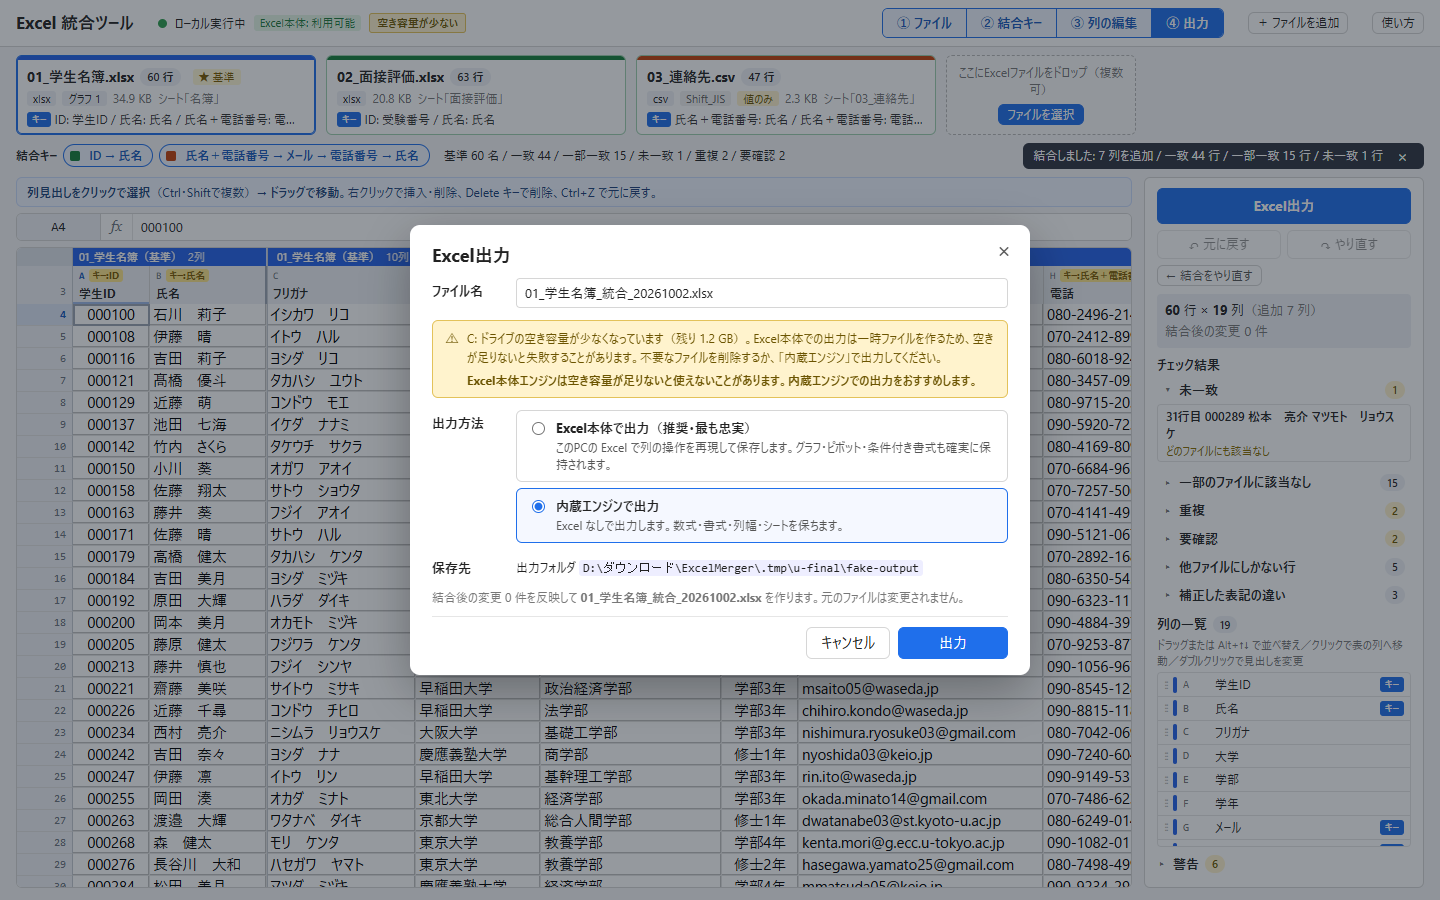 Excel 統合ツール
ローカル実行中
Excel本体: 利用可能
空き容量が少ない
① ファイル
② 結合キー
③ 列の編集
④ 出力
＋ ファイルを追加
使い方
01_学生名簿.xlsx 60 行 ★ 基準
xlsx グラフ 1 34.9 KB シート「名簿」
キー ID: 学生ID / 氏名: 氏名 / 氏名＋電話番号: 電…
02_面接評価.xlsx 63 行
xlsx 20.8 KB シート「面接評価」
キー ID: 受験番号 / 氏名: 氏名
03_連絡先.csv 47 行
csv Shift_JIS 値のみ 2.3 KB シート「03_連絡先」
キー 氏名＋電話番号: 氏名 / 氏名＋電話番号: 電話…
ここにExcelファイルをドロップ（複数
可）
ファイルを選択
結合キー ID → 氏名 氏名＋電話番号 → メール → 電話番号 → 氏名 基準 60 名 / 一致 44 / 一部一致 15 / 未一致 1 / 重複 2 / 要確認 2
結合しました: 7 列を追加 / 一致 44 行 / 一部一致 15 行 / 未一致 1 行 ×
列見出しをクリックで選択（Ctrl･Shiftで複数）→ ドラッグで移動。右クリックで挿入･削除、Delete キーで削除、Ctrl+Z で元に戻す。
A4 fx 000100
01_学生名簿（基準） 2列 01_学生名簿（基準） 10列
A キー:ID B キー:氏名 C H キー:氏名＋電話番
3 学生ID 氏名 フリガナ 電話
4 000100 石川　莉子 イシカワ　リコ 080-2496-21
5 000108 伊藤　晴 イトウ　ハル 070-2412-89
6 000116 吉田　莉子 ヨシダ　リコ 080-6018-92
7 000121 髙橋　優斗 タカハシ　ユウト 080-3457-09
8 000129 近藤　萌 コンドウ　モエ 080-9715-20
9 000137 池田　七海 イケダ　ナナミ 090-5920-72
10 000142 竹内　さくら タケウチ　サクラ 080-4169-80
11 000150 小川　葵 オガワ　アオイ 070-6684-96
12 000158 佐藤　翔太 サトウ　ショウタ 070-7257-50
13 000163 藤井　葵 フジイ　アオイ 070-4141-49
14 000171 佐藤　晴 サトウ　ハル 090-5121-06
15 000179 高橋　健太 タカハシ　ケンタ 070-2892-16
16 000184 吉田　美月 ヨシダ　ミヅキ 080-6350-54
17 000192 原田　大輝 ハラダ　ダイキ 090-6323-11
18 000200 岡本　美月 オカモト　ミヅキ 090-4884-39
19 000205 藤原　健太 フジワラ　ケンタ 070-9253-87
20 000213 藤井　慎也 フジイ　シンヤ 090-1056-96
21 000221 齋藤　美咲 サイトウ　ミサキ 早稲田大学 政治経済学部 学部3年 msaito05@waseda.jp 090-8545-12
22 000226 近藤　千尋 コンドウ　チヒロ 早稲田大学 法学部 学部3年 chihiro.kondo@waseda.jp 090-8815-11
23 000234 西村　亮介 ニシムラ　リョウスケ 大阪大学 基礎工学部 学部3年 nishimura.ryosuke03@gmail.com 080-7042-06
24 000242 吉田　奈々 ヨシダ　ナナ 慶應義塾大学 商学部 修士1年 nyoshida03@keio.jp 090-7240-60
25 000247 伊藤　凛 イトウ　リン 早稲田大学 基幹理工学部 学部3年 rin.ito@waseda.jp 090-9149-53
26 000255 岡田　湊 オカダ　ミナト 東北大学 経済学部 学部3年 okada.minato14@gmail.com 070-7486-62
27 000263 渡邉　大輝 ワタナベ　ダイキ 京都大学 総合人間学部 修士1年 dwatanabe03@st.kyoto-u.ac.jp 080-6249-01
28 000268 森　健太 モリ　ケンタ 東京大学 教養学部 学部4年 kenta.mori@g.ecc.u-tokyo.ac.jp 090-1082-01
29 000276 長谷川　大和 ハセガワ　ヤマト 東京大学 教養学部 修士2年 hasegawa.yamato25@gmail.com 080-7498-49
30 000284 松田　美月 マツダ　ミヅキ 慶應義塾大学 経済学部 学部4年 mmatsuda05@keio.jp 090-9234-29
Excel出力 ×
ファイル名 01_学生名簿_統合_20261002.xlsx
⚠ C: ドライブの空き容量が少なくなっています（残り 1.2 GB）。Excel本体での出力は一時ファイルを作るため、空き
が足りないと失敗することがあります。不要なファイルを削除するか、「内蔵エンジン」で出力してください。
Excel本体エンジンは空き容量が足りないと使えないことがあります。内蔵エンジンでの出力をおすすめします。
出力方法
Excel本体で出力（推奨･最も忠実）
このPCの Excel で列の操作を再現して保存します。グラフ･ピボット･条件付き書式も確実に保
持されます。
内蔵エンジンで出力
Excel なしで出力します。数式･書式･列幅･シートを保ちます。
保存先 出力フォルダ D:\ダウンロード\ExcelMerger\.tmp\u-final\fake-output
結合後の変更 0 件を反映して 01_学生名簿_統合_20261002.xlsx を作ります。元のファイルは変更されません。
キャンセル 出力
Excel出力
元に戻す やり直す
← 結合をやり直す
60 行 × 19 列（追加 7 列）
結合後の変更 0 件
チェック結果
未一致 1
31行目 000289 松本　亮介 マツモト　リョウス
ケ
どのファイルにも該当なし
一部のファイルに該当なし 15
重複 2
要確認 2
他ファイルにしかない行 5
補正した表記の違い 3
列の一覧 19
ドラッグまたは Alt+↑↓ で並べ替え／クリックで表の列へ移
動／ダブルクリックで見出しを変更
A 学生ID キー
B 氏名 キー
C フリガナ
D 大学
E 学部
F 学年
G メール キー
警告 6